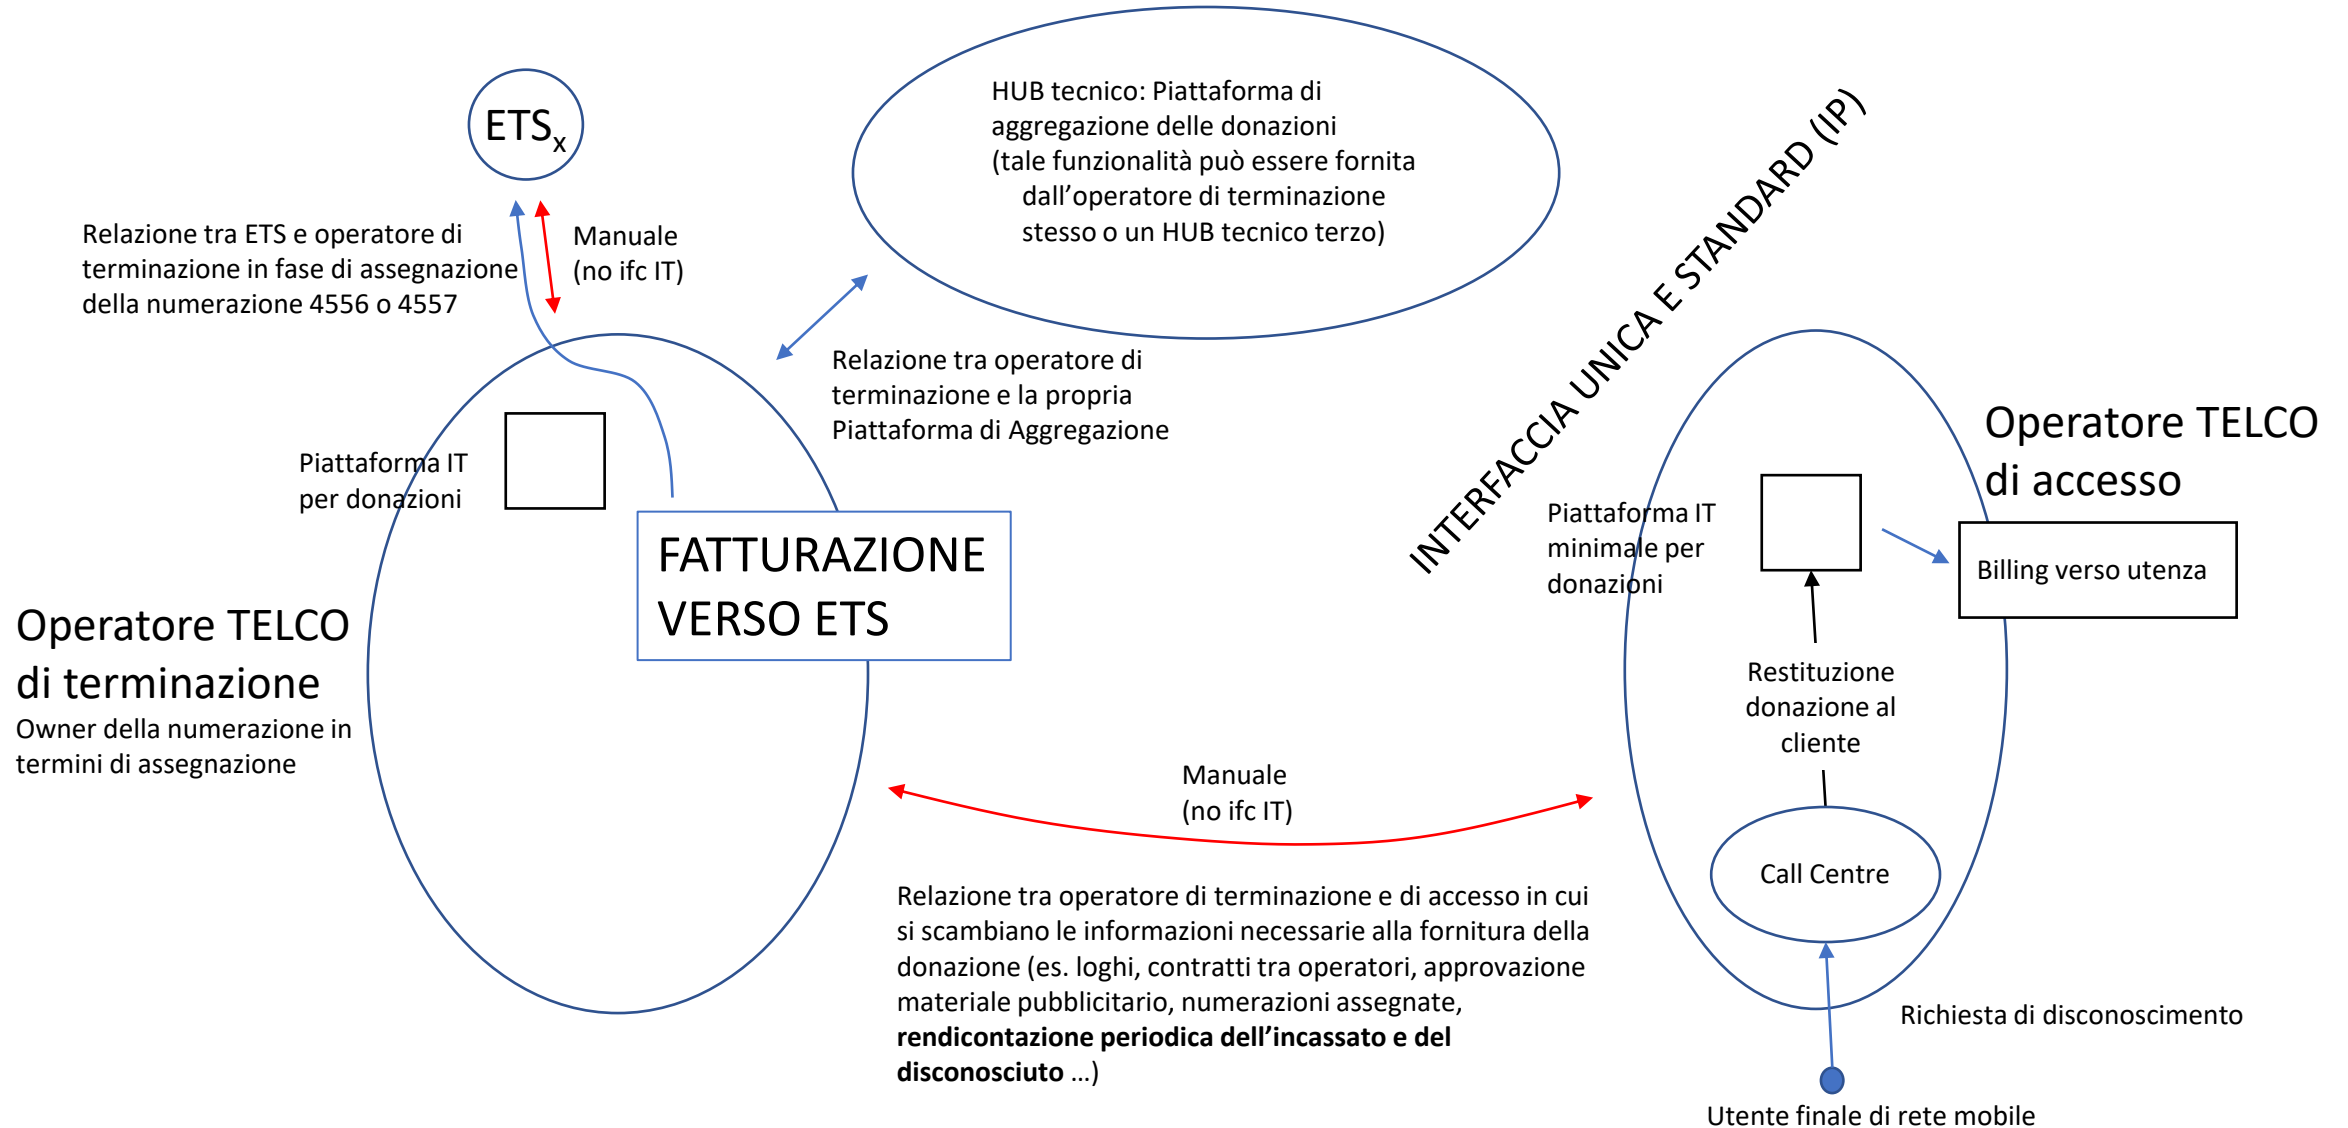 ETSx
HUB tecnico: Piattaforma di
aggregazione delle donazioni
(tale funzionalità può essere fornita
dall’operatore di terminazione
stesso o un HUB tecnico terzo)
INTERFACCIA UNICA E STANDARD (IP)
Relazione tra ETS e operatore di
terminazione in fase di assegnazione
della numerazione 4556 o 4557
Manuale
(no ifc IT)
Relazione tra operatore di
terminazione e la propria
Piattaforma di Aggregazione
Piattaforma IT
per donazioni
FATTURAZIONE
VERSO ETS
Operatore TELCO
di terminazione
Owner della numerazione in
termini di assegnazione
Operatore TELCO
di accesso
Piattaforma IT
minimale per
donazioni
Billing verso utenza
Restituzione
donazione al
cliente
Manuale
(no ifc IT)
Call Centre
Relazione tra operatore di terminazione e di accesso in cui
si scambiano le informazioni necessarie alla fornitura della
donazione (es. loghi, contratti tra operatori, approvazione
materiale pubblicitario, numerazioni assegnate,
rendicontazione periodica dell’incassato e del
disconosciuto ...)
Richiesta di disconoscimento
Utente finale di rete mobile